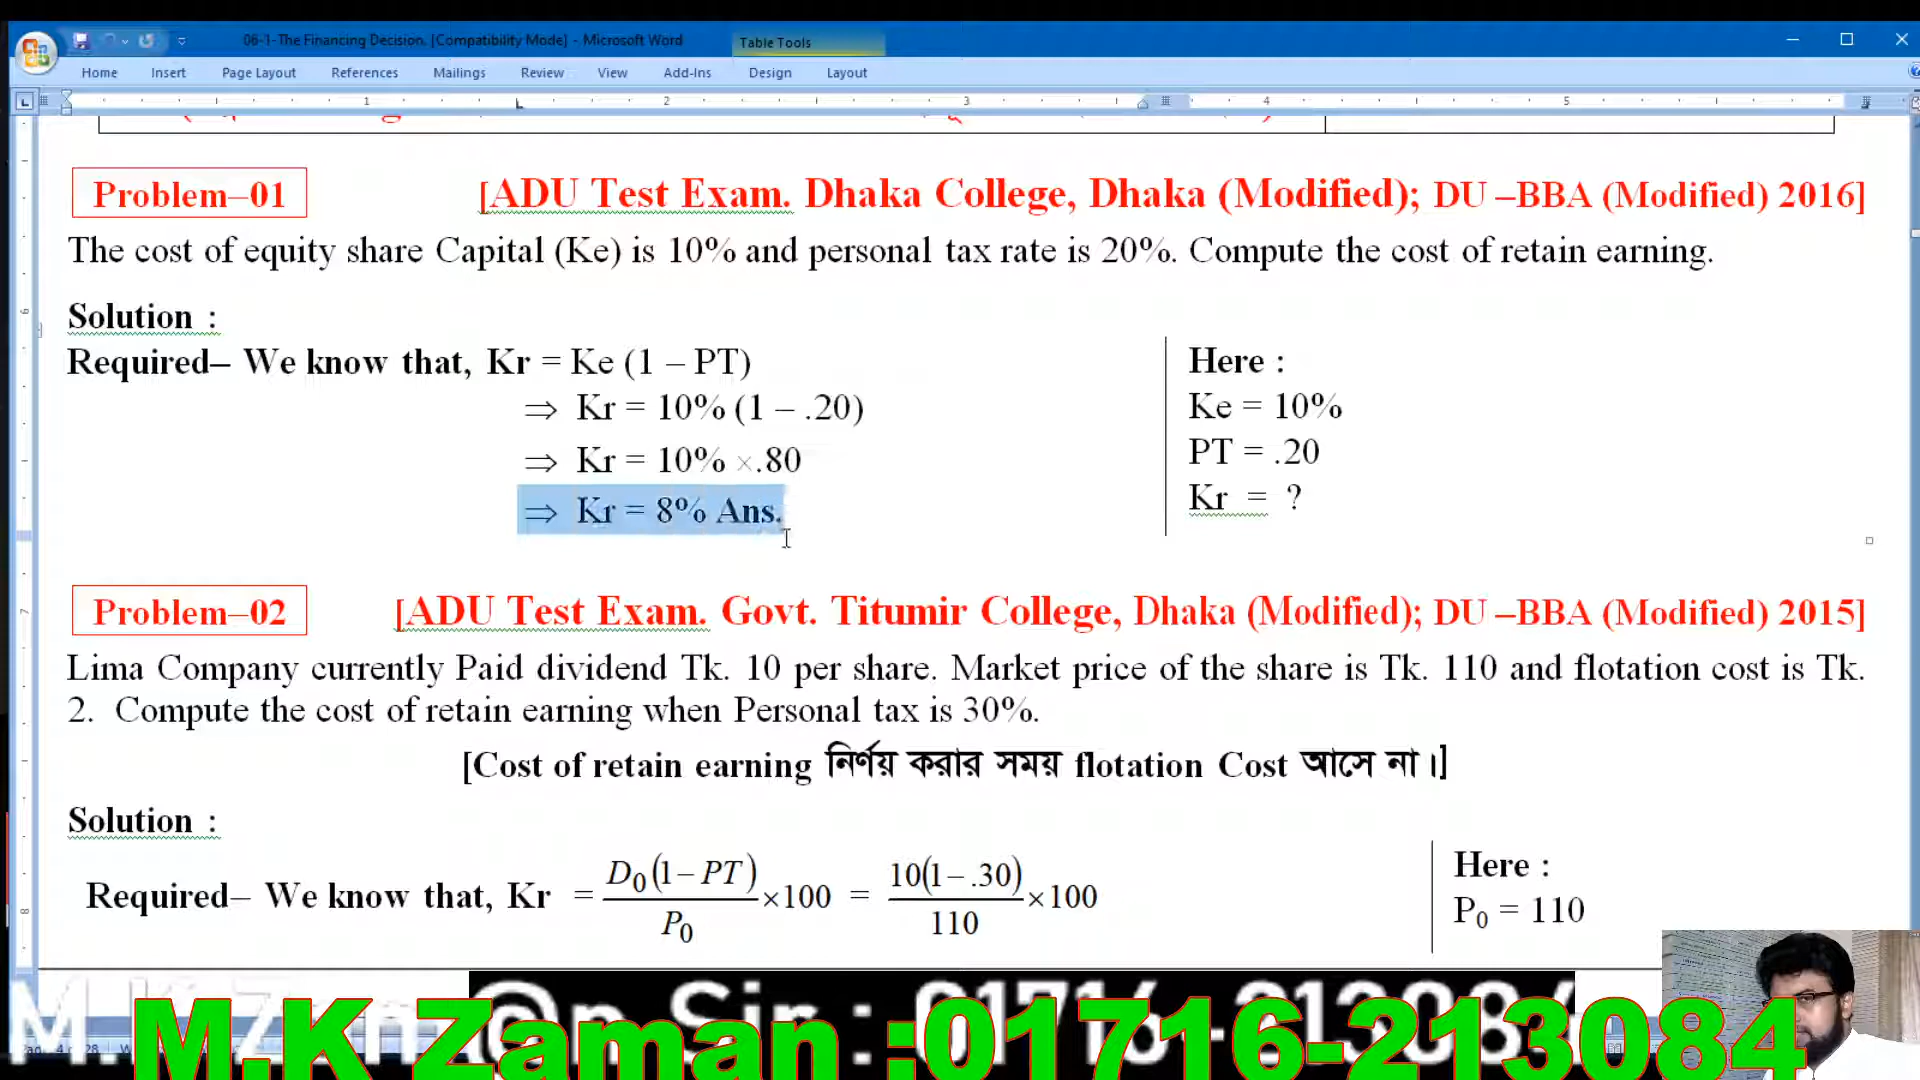 06-1-The Financing Decision. [Compatibility Mode] - Microsoft Word
Table Tools
Home Insert Page Layout References Mailings Review View Add-Ins Design Layout
Problem–01 [ADU Test Exam. Dhaka College, Dhaka (Modified); DU –BBA (Modified) 2016]
The cost of equity share Capital (Ke) is 10% and personal tax rate is 20%. Compute the cost of retain earning.
Solution :
Required– We know that, Kr = Ke (1 – PT)
⇒ Kr = 10% (1 – .20)
⇒ Kr = 10% ×.80
⇒ Kr = 8% Ans.
Here :
Ke = 10%
PT = .20
Kr = ?
Problem–02 [ADU Test Exam. Govt. Titumir College, Dhaka (Modified); DU –BBA (Modified) 2015]
Lima Company currently Paid dividend Tk. 10 per share. Market price of the share is Tk. 110 and flotation cost is Tk.
2. Compute the cost of retain earning when Personal tax is 30%.
[Cost of retain earning নির্ণয় করার সময় flotation Cost আসে না।]
Solution :
Required– We know that, Kr = D₀(1 − PT) / P₀ ×100 = 10(1 − .30) / 110 ×100
Here :
P₀ = 110
M.K Zaman :01716-213084